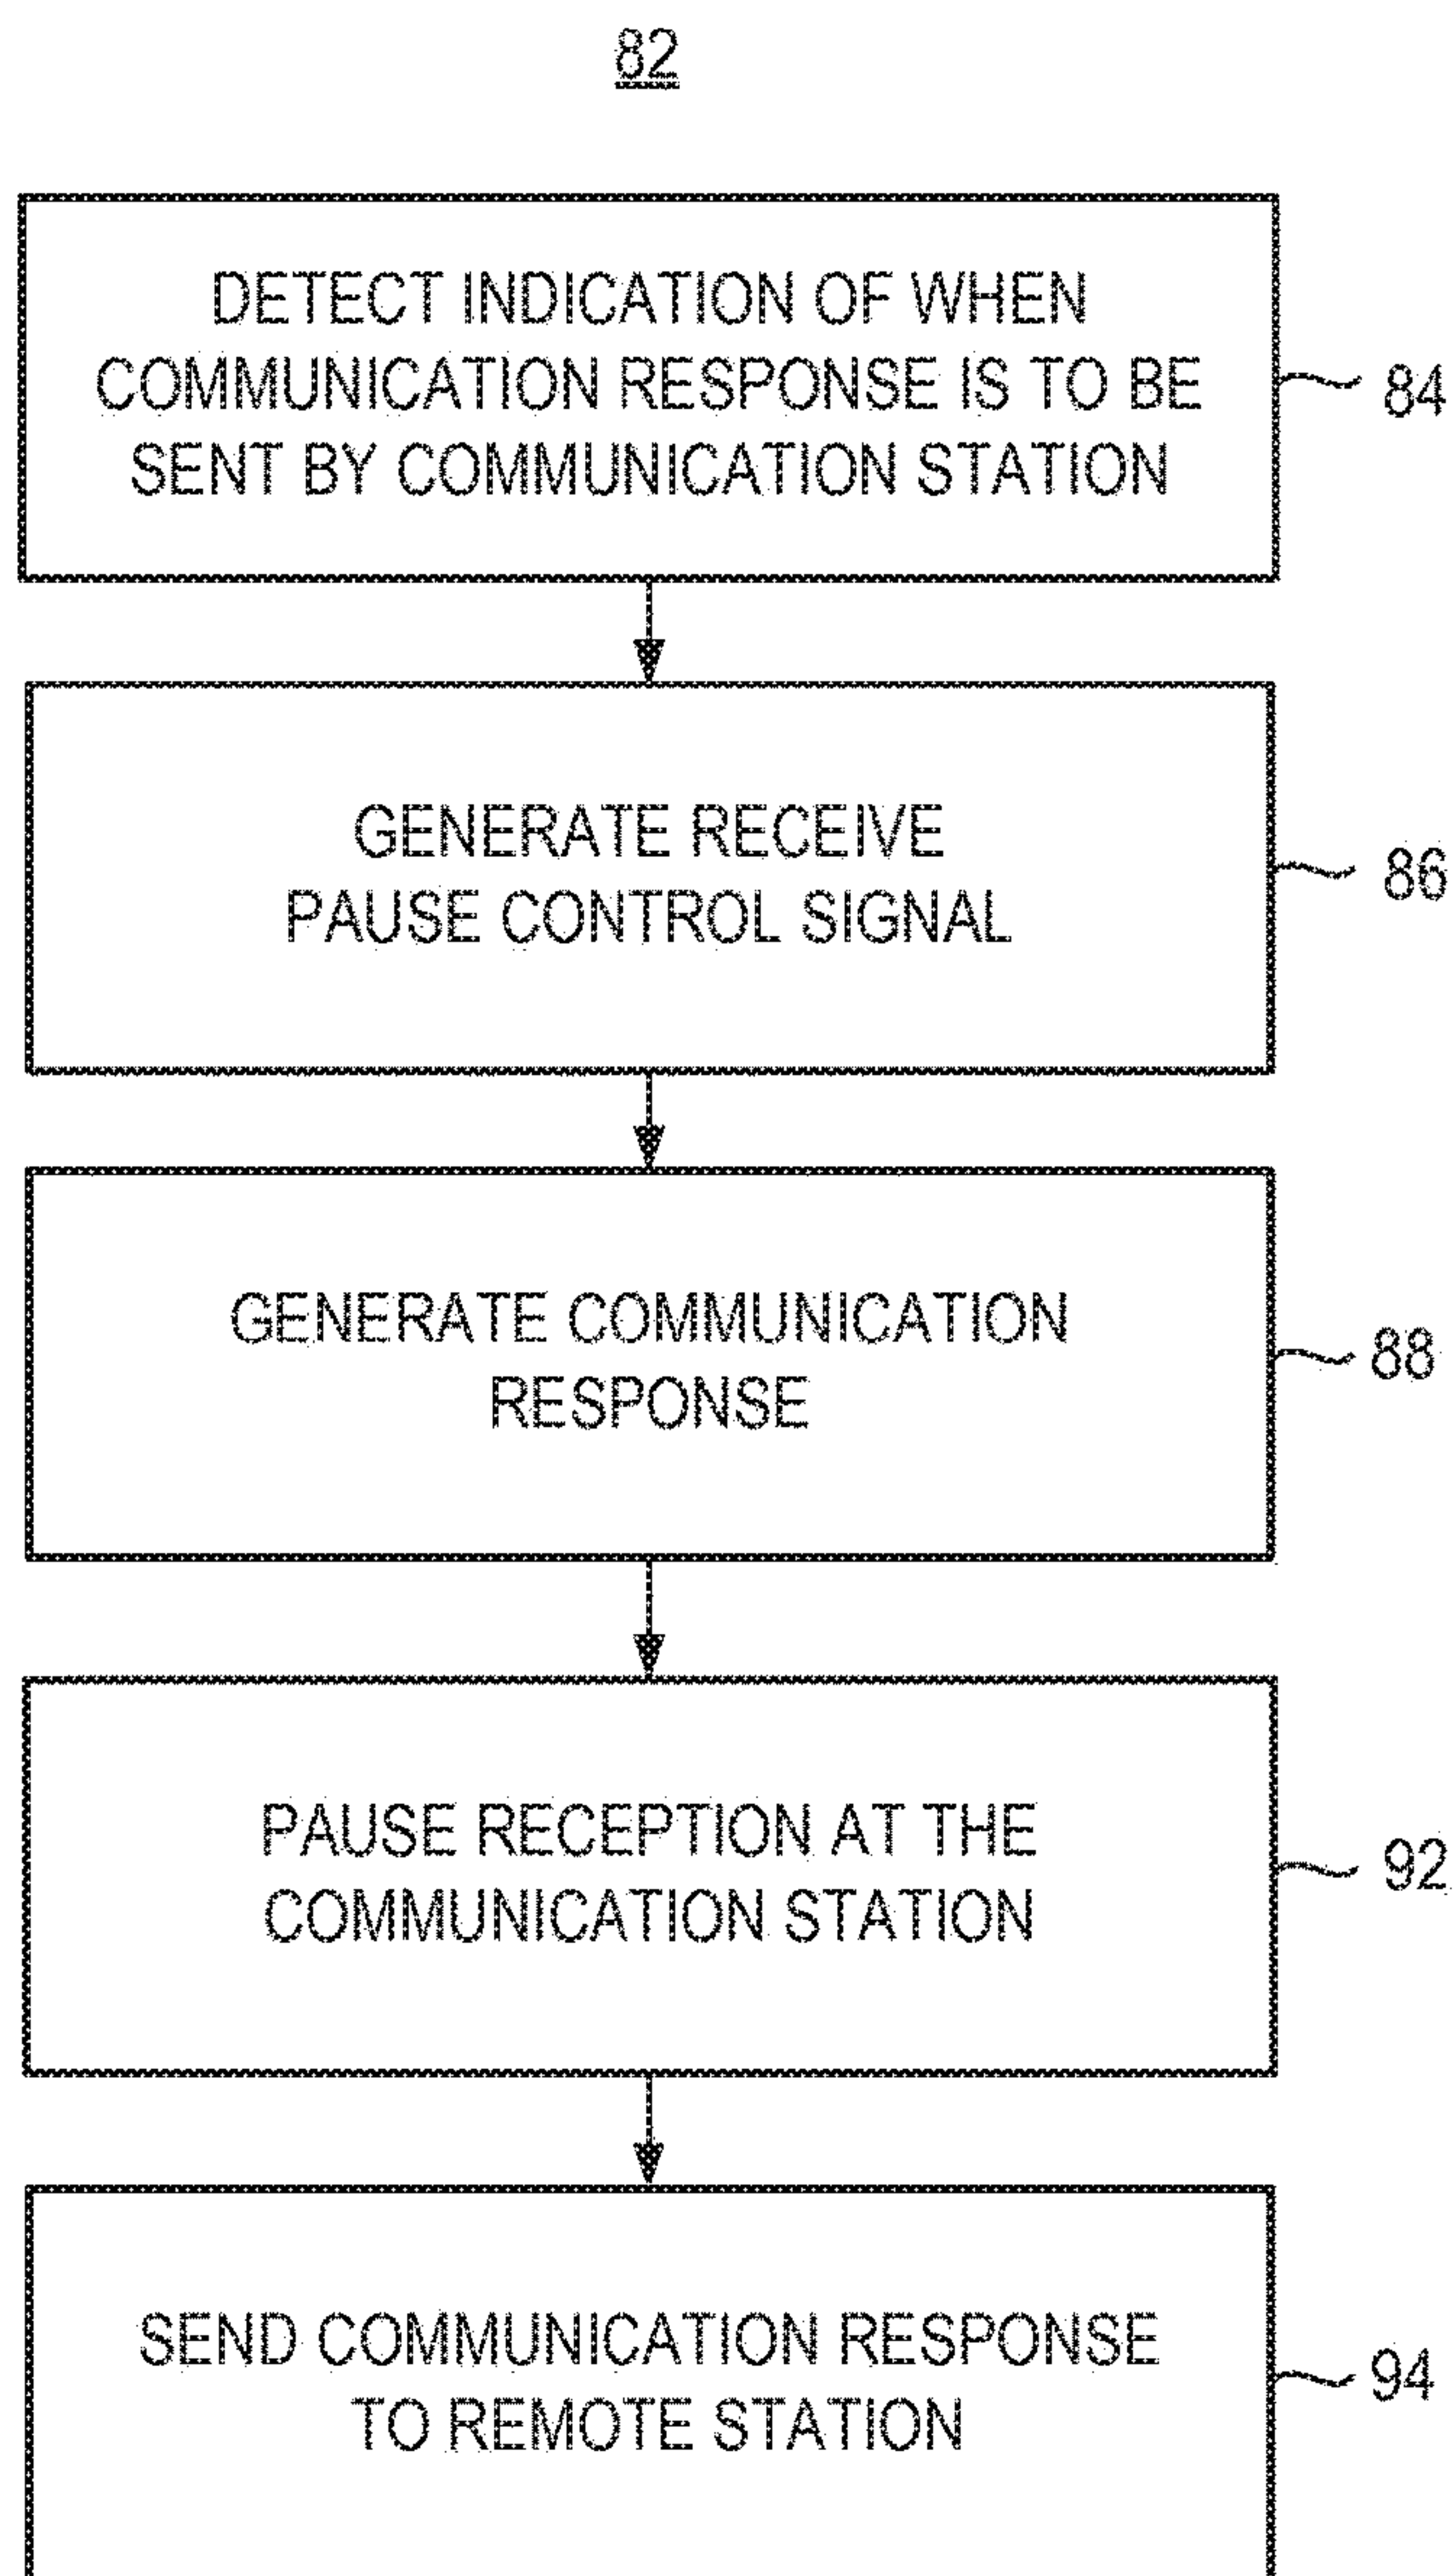 82
DETECT INDICATION OF WHEN
COMMUNICATION RESPONSE IS TO BE
SENT BY COMMUNICATION STATION
84
GENERATE RECEIVE
PAUSE CONTROL SIGNAL
86
GENERATE COMMUNICATION
RESPONSE
88
PAUSE RECEPTION AT THE
COMMUNICATION STATION
92
SEND COMMUNICATION RESPONSE
TO REMOTE STATION
94